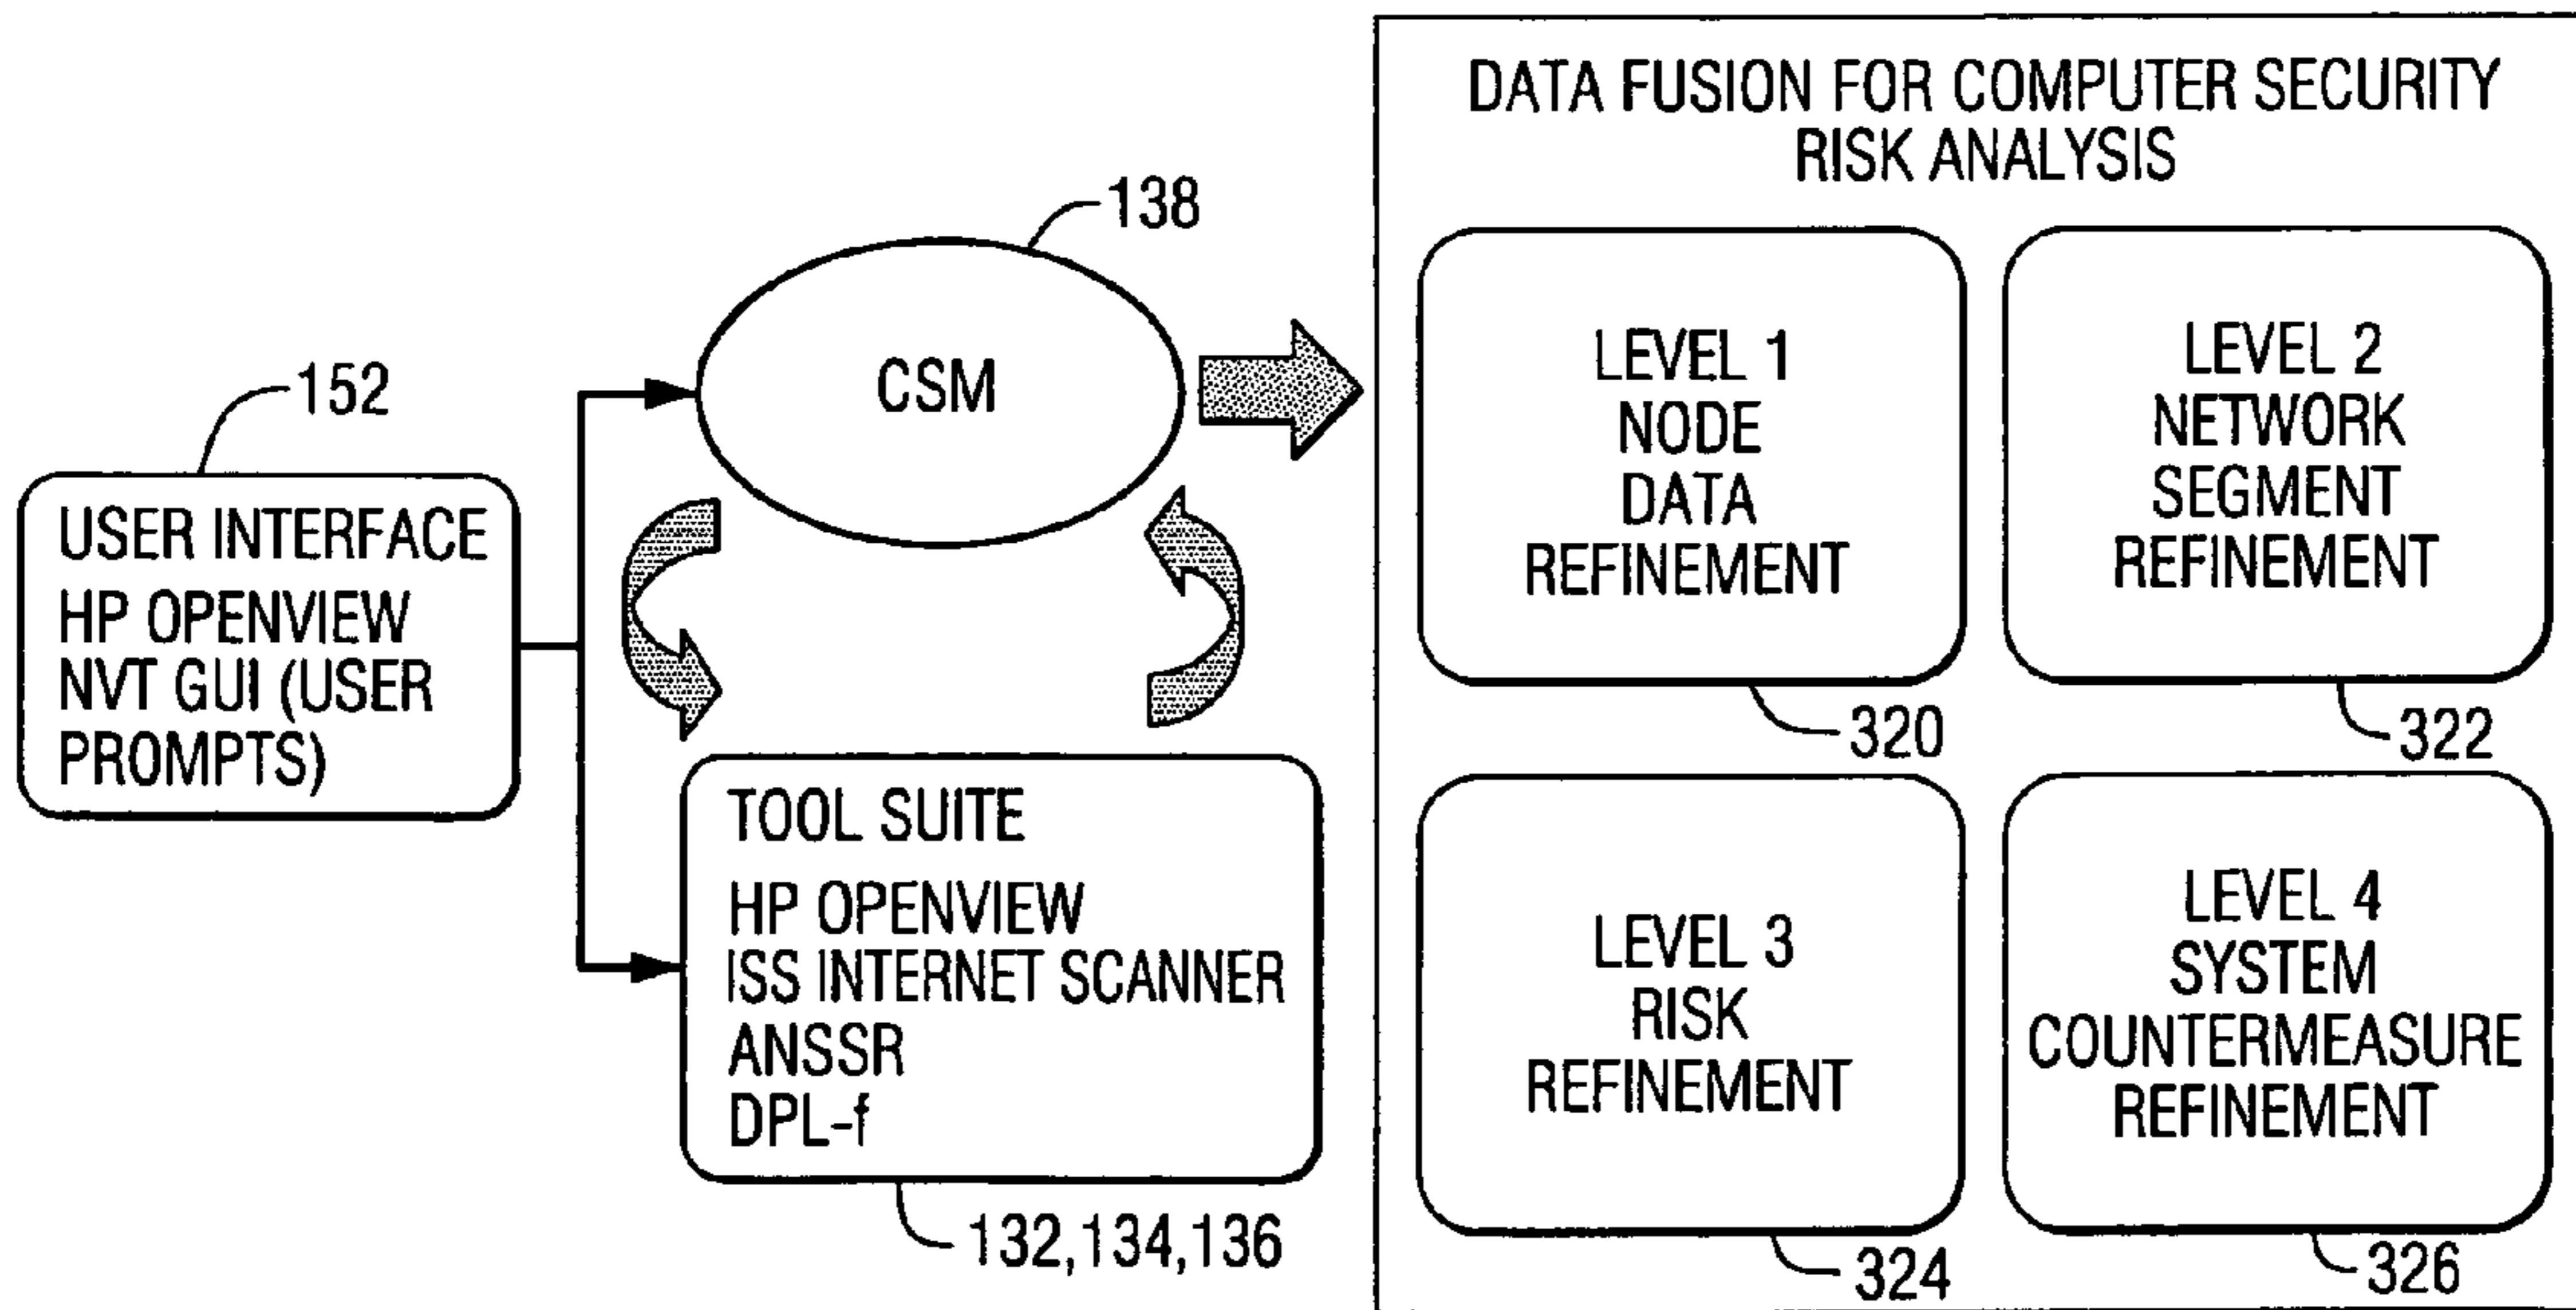 DATA FUSION FOR COMPUTER SECURITY
RISK ANALYSIS
138
CSM
152
USER INTERFACE
HP OPENVIEW
NVT GUI (USER
PROMPTS)
TOOL SUITE
HP OPENVIEW
ISS INTERNET SCANNER
ANSSR
DPL-f
132,134,136
LEVEL 1
NODE
DATA
REFINEMENT
320
LEVEL 2
NETWORK
SEGMENT
REFINEMENT
322
LEVEL 3
RISK
REFINEMENT
324
LEVEL 4
SYSTEM
COUNTERMEASURE
REFINEMENT
326